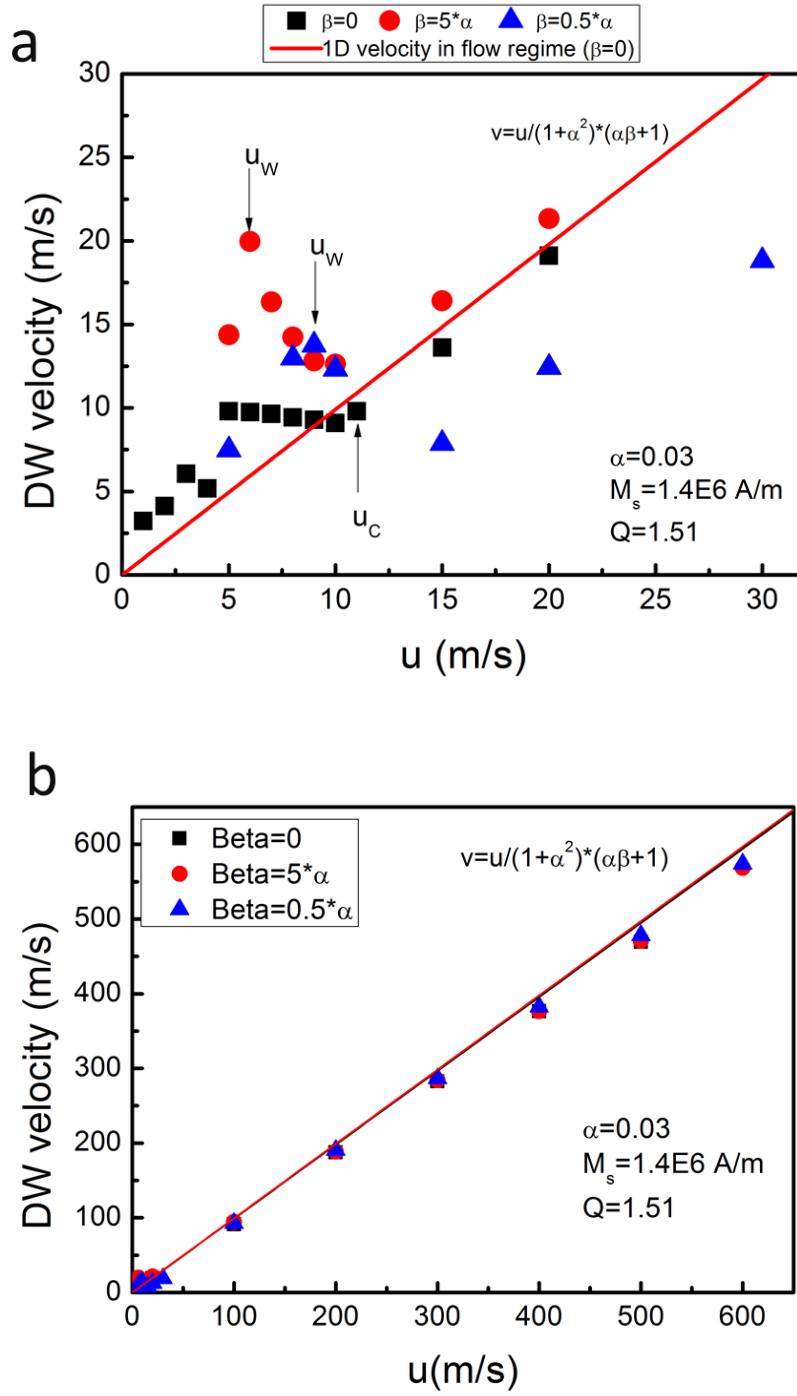 a
β=0 β=5*α β=0.5*α
1D velocity in flow regime (β=0)
30
25
20
15
10
5
0
DW velocity (m/s)
v=u/(1+α²)*(αβ+1)
u_W
u_W
u_C
α=0.03
M_s=1.4E6 A/m
Q=1.51
0 5 10 15 20 25 30
u (m/s)
b
Beta=0
Beta=5*α
Beta=0.5*α
600
500
400
300
200
100
0
DW velocity (m/s)
v=u/(1+α²)*(αβ+1)
α=0.03
M_s=1.4E6 A/m
Q=1.51
0 100 200 300 400 500 600
u(m/s)